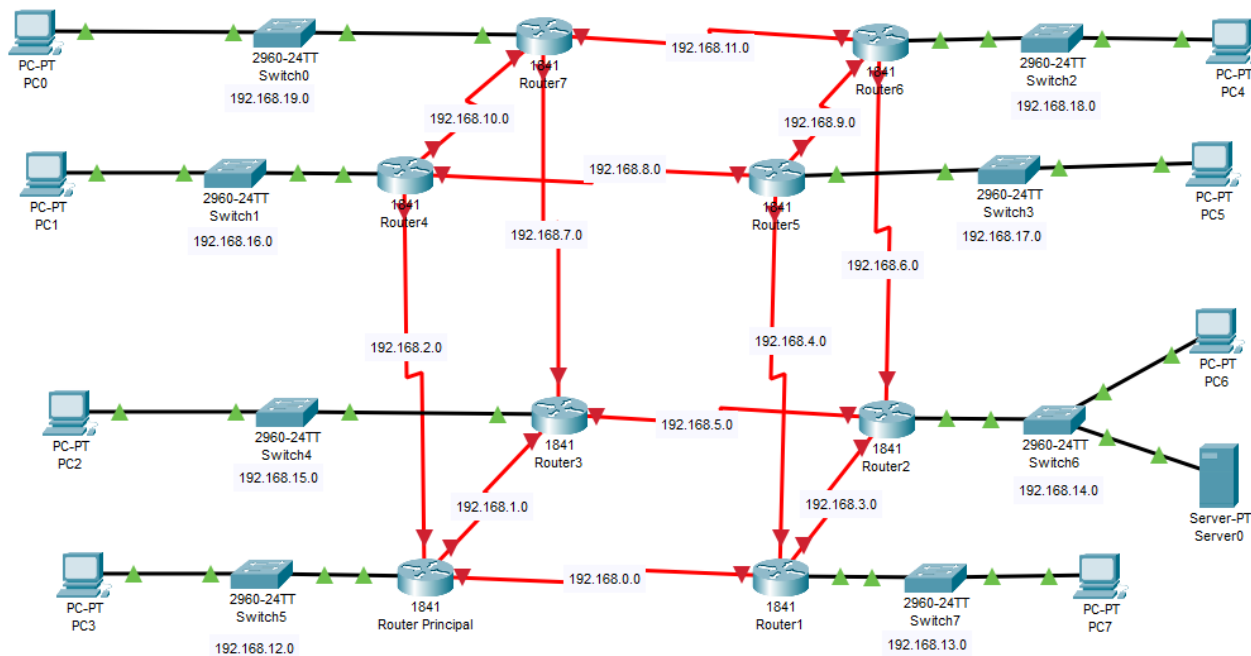 PC-PT
PC0
2960-24TT
Switch0
192.168.19.0
1841
Router7
192.168.11.0
1841
Router6
2960-24TT
Switch2
192.168.18.0
PC-PT
PC4
192.168.10.0
192.168.9.0
PC-PT
PC1
2960-24TT
Switch1
192.168.16.0
1841
Router4
192.168.8.0
1841
Router5
2960-24TT
Switch3
192.168.17.0
PC-PT
PC5
192.168.7.0
192.168.6.0
192.168.2.0
192.168.4.0
PC-PT
PC6
PC-PT
PC2
2960-24TT
Switch4
192.168.15.0
1841
Router3
192.168.5.0
1841
Router2
2960-24TT
Switch6
192.168.14.0
Server-PT
Server0
192.168.1.0
192.168.3.0
PC-PT
PC3
2960-24TT
Switch5
192.168.12.0
1841
Router Principal
192.168.0.0
1841
Router1
2960-24TT
Switch7
192.168.13.0
PC-PT
PC7